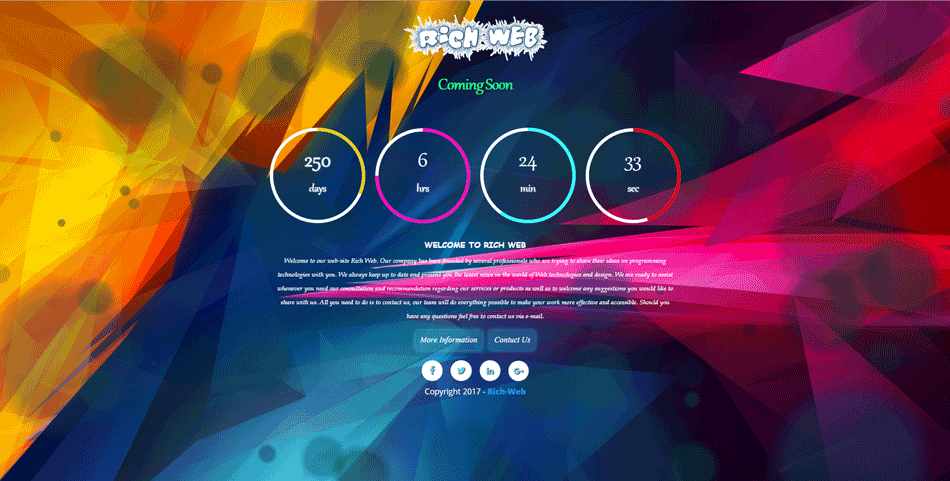 RiCH-WEB
Coming Soon
250
days
6
hrs
24
min
33
sec
WELCOME TO RICH WEB
Welcome to our web-site Rich Web. Our company has been founded by several professionals who are trying to share their ideas on programming
technologies with you. We always keep up to date and present you the latest news in the world of Web technologies and design. We are ready to assist
whenever you need our consultation and recommendation regarding our services or products as well as to welcome any suggestions you would like to
share with us. All you need to do is to contact us, our team will do everything possible to make your work more effective and accessible. Should you
have any questions feel free to contact us via e-mail.
More Information
Contact Us
Copyright 2017 - Rich-Web